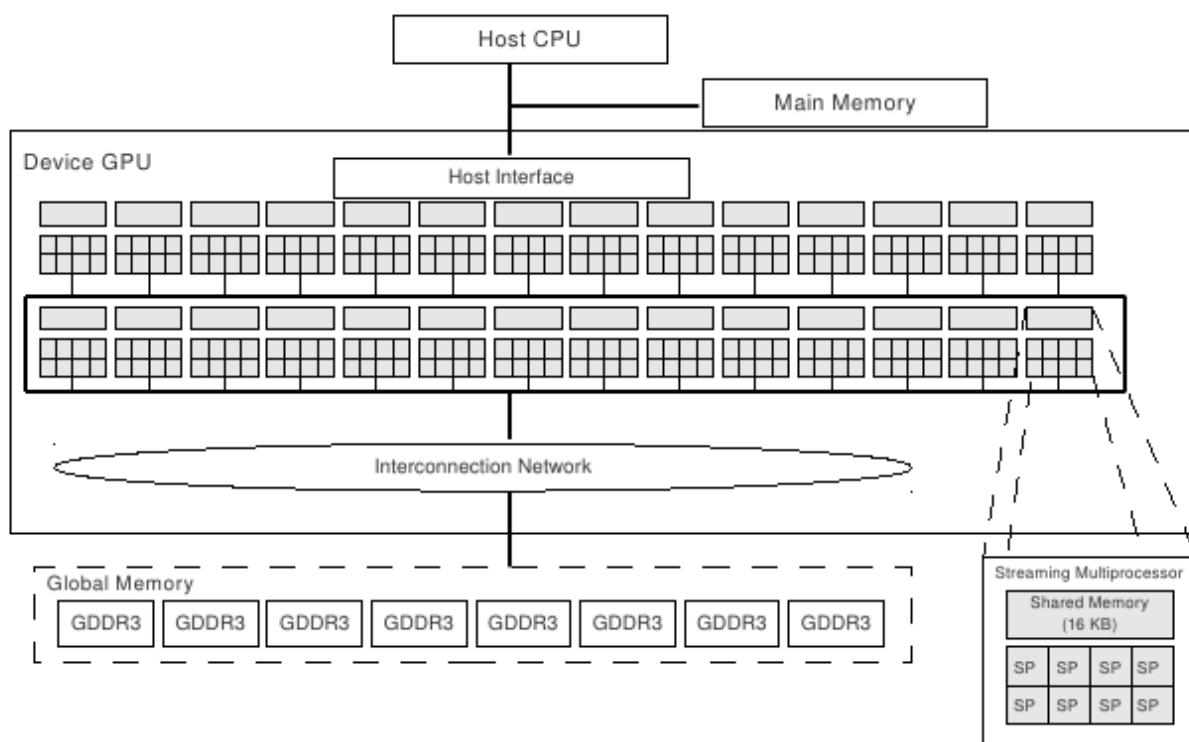 Host CPU
Main Memory
Device GPU
Host Interface
Interconnection Network
Global Memory
GDDR3 GDDR3 GDDR3 GDDR3 GDDR3 GDDR3 GDDR3 GDDR3
Streaming Multiprocessor
Shared Memory
(16 KB)
SP SP SP SP
SP SP SP SP